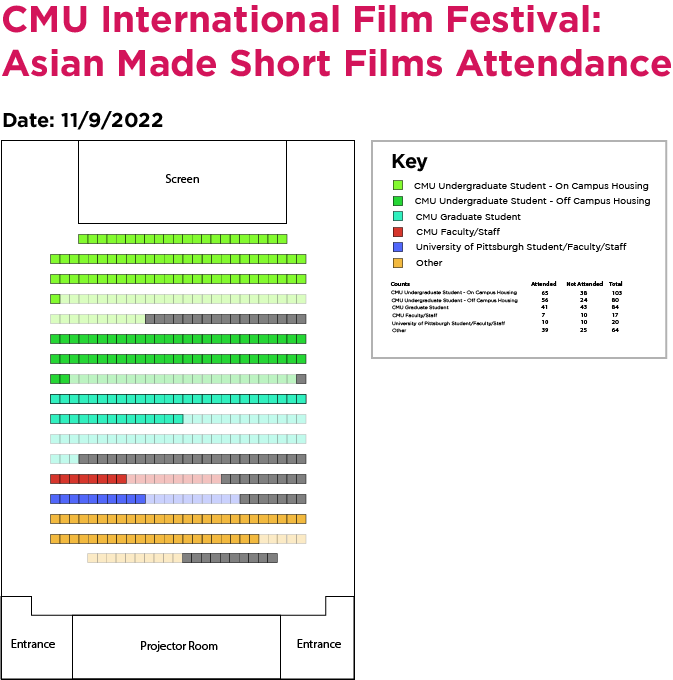 CMU International Film Festival:
Asian Made Short Films Attendance
Date: 11/9/2022
Screen
Key
CMU Undergraduate Student - On Campus Housing
CMU Undergraduate Student - Off Campus Housing
CMU Graduate Student
CMU Faculty/Staff
University of Pittsburgh Student/Faculty/Staff
Other
Counts Attended Not Attended Total
CMU Undergraduate Student - On Campus Housing 65 38 103
CMU Undergraduate Student - Off Campus Housing 56 24 80
CMU Graduate Student 41 43 84
CMU Faculty/Staff 7 10 17
University of Pittsburgh Student/Faculty/Staff 10 10 20
Other 39 25 64
Entrance
Projector Room
Entrance